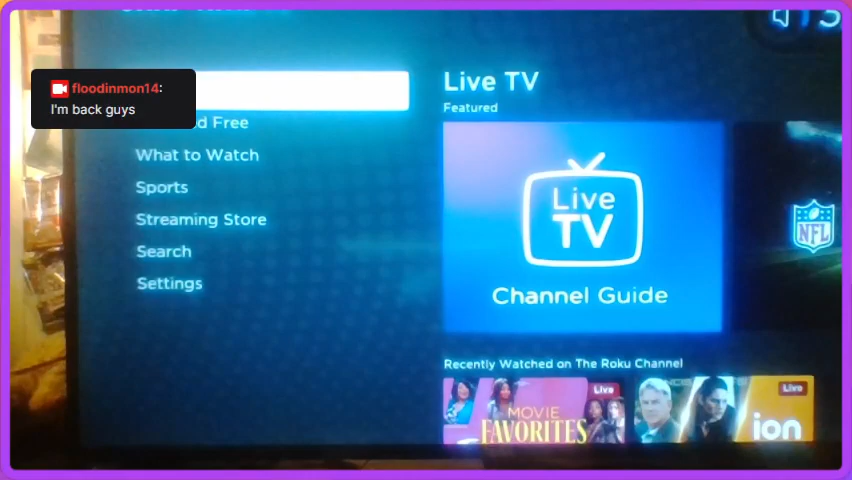 Live TV
Featured
floodinmon14:
I'm back guys
d Free
What to Watch
Sports
Streaming Store
Search
Settings
Live
TV
Channel Guide
NFL
Recently Watched on The Roku Channel
Live
MOVIE
FAVORITES
Live
ion